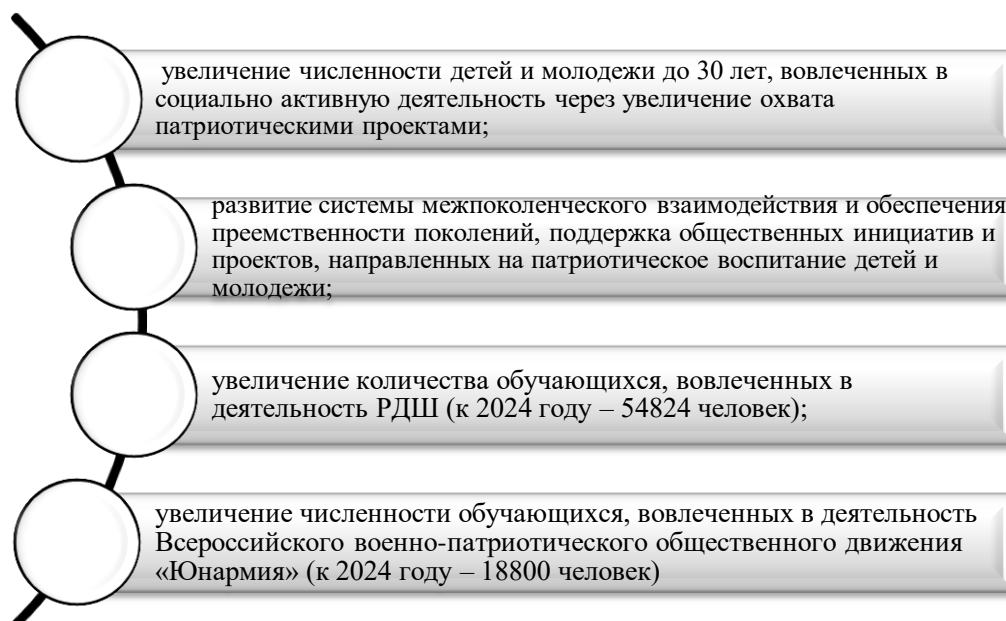 увеличение численности детей и молодежи до 30 лет, вовлеченных в
социально активную деятельность через увеличение охвата
патриотическими проектами;
развитие системы межпоколенческого взаимодействия и обеспечения
преемственности поколений, поддержка общественных инициатив и
проектов, направленных на патриотическое воспитание детей и
молодежи;
увеличение количества обучающихся, вовлеченных в
деятельность РДШ (к 2024 году – 54824 человек);
увеличение численности обучающихся, вовлеченных в деятельность
Всероссийского военно-патриотического общественного движения
«Юнармия» (к 2024 году – 18800 человек)